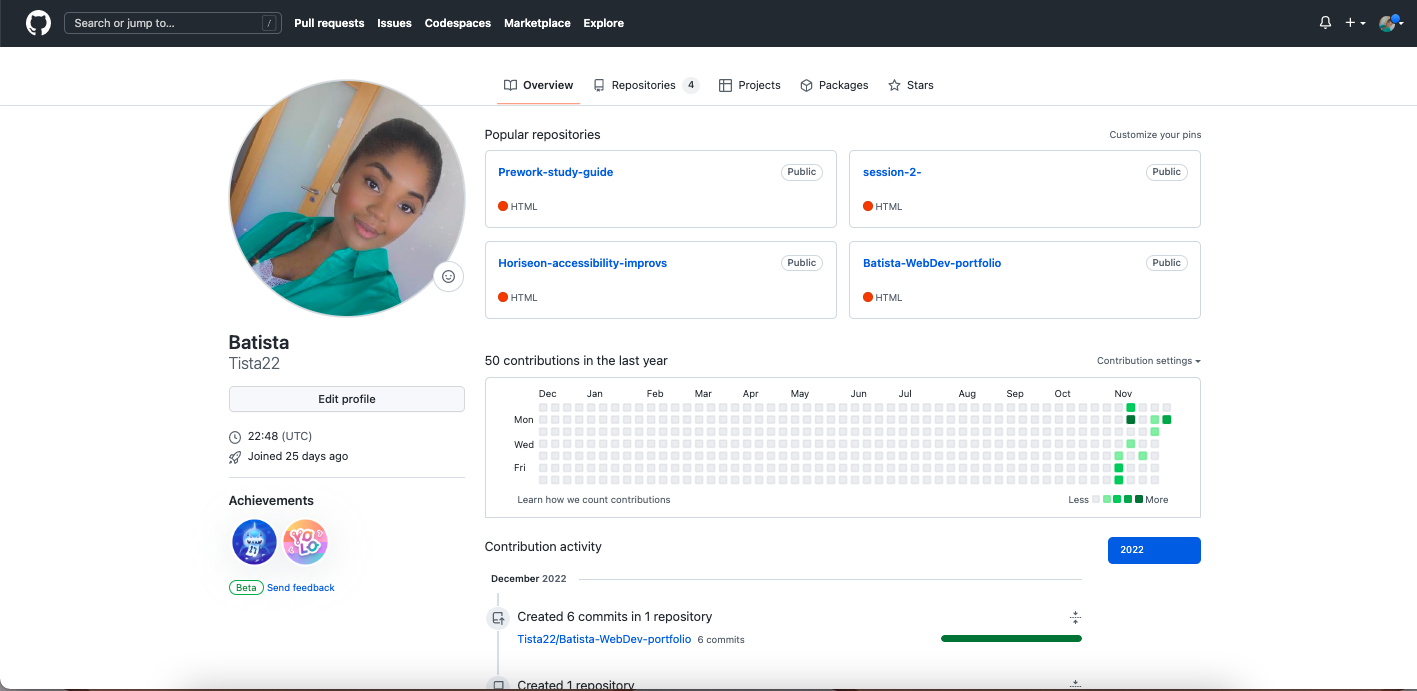 Search or jump to... /
Pull requests Issues Codespaces Marketplace Explore
Overview Repositories 4 Projects Packages Stars
Batista
Tista22
Edit profile
22:48 (UTC)
Joined 25 days ago
Achievements
YOLO
Beta Send feedback
Popular repositories Customize your pins
Prework-study-guide Public
HTML
session-2- Public
HTML
Horiseon-accessibility-improvs Public
HTML
Batista-WebDev-portfolio Public
HTML
50 contributions in the last year Contribution settings
Dec Jan Feb Mar Apr May Jun Jul Aug Sep Oct Nov
Mon
Wed
Fri
Learn how we count contributions Less More
Contribution activity 2022
December 2022
Created 6 commits in 1 repository
Tista22/Batista-WebDev-portfolio 6 commits
Created 1 repository